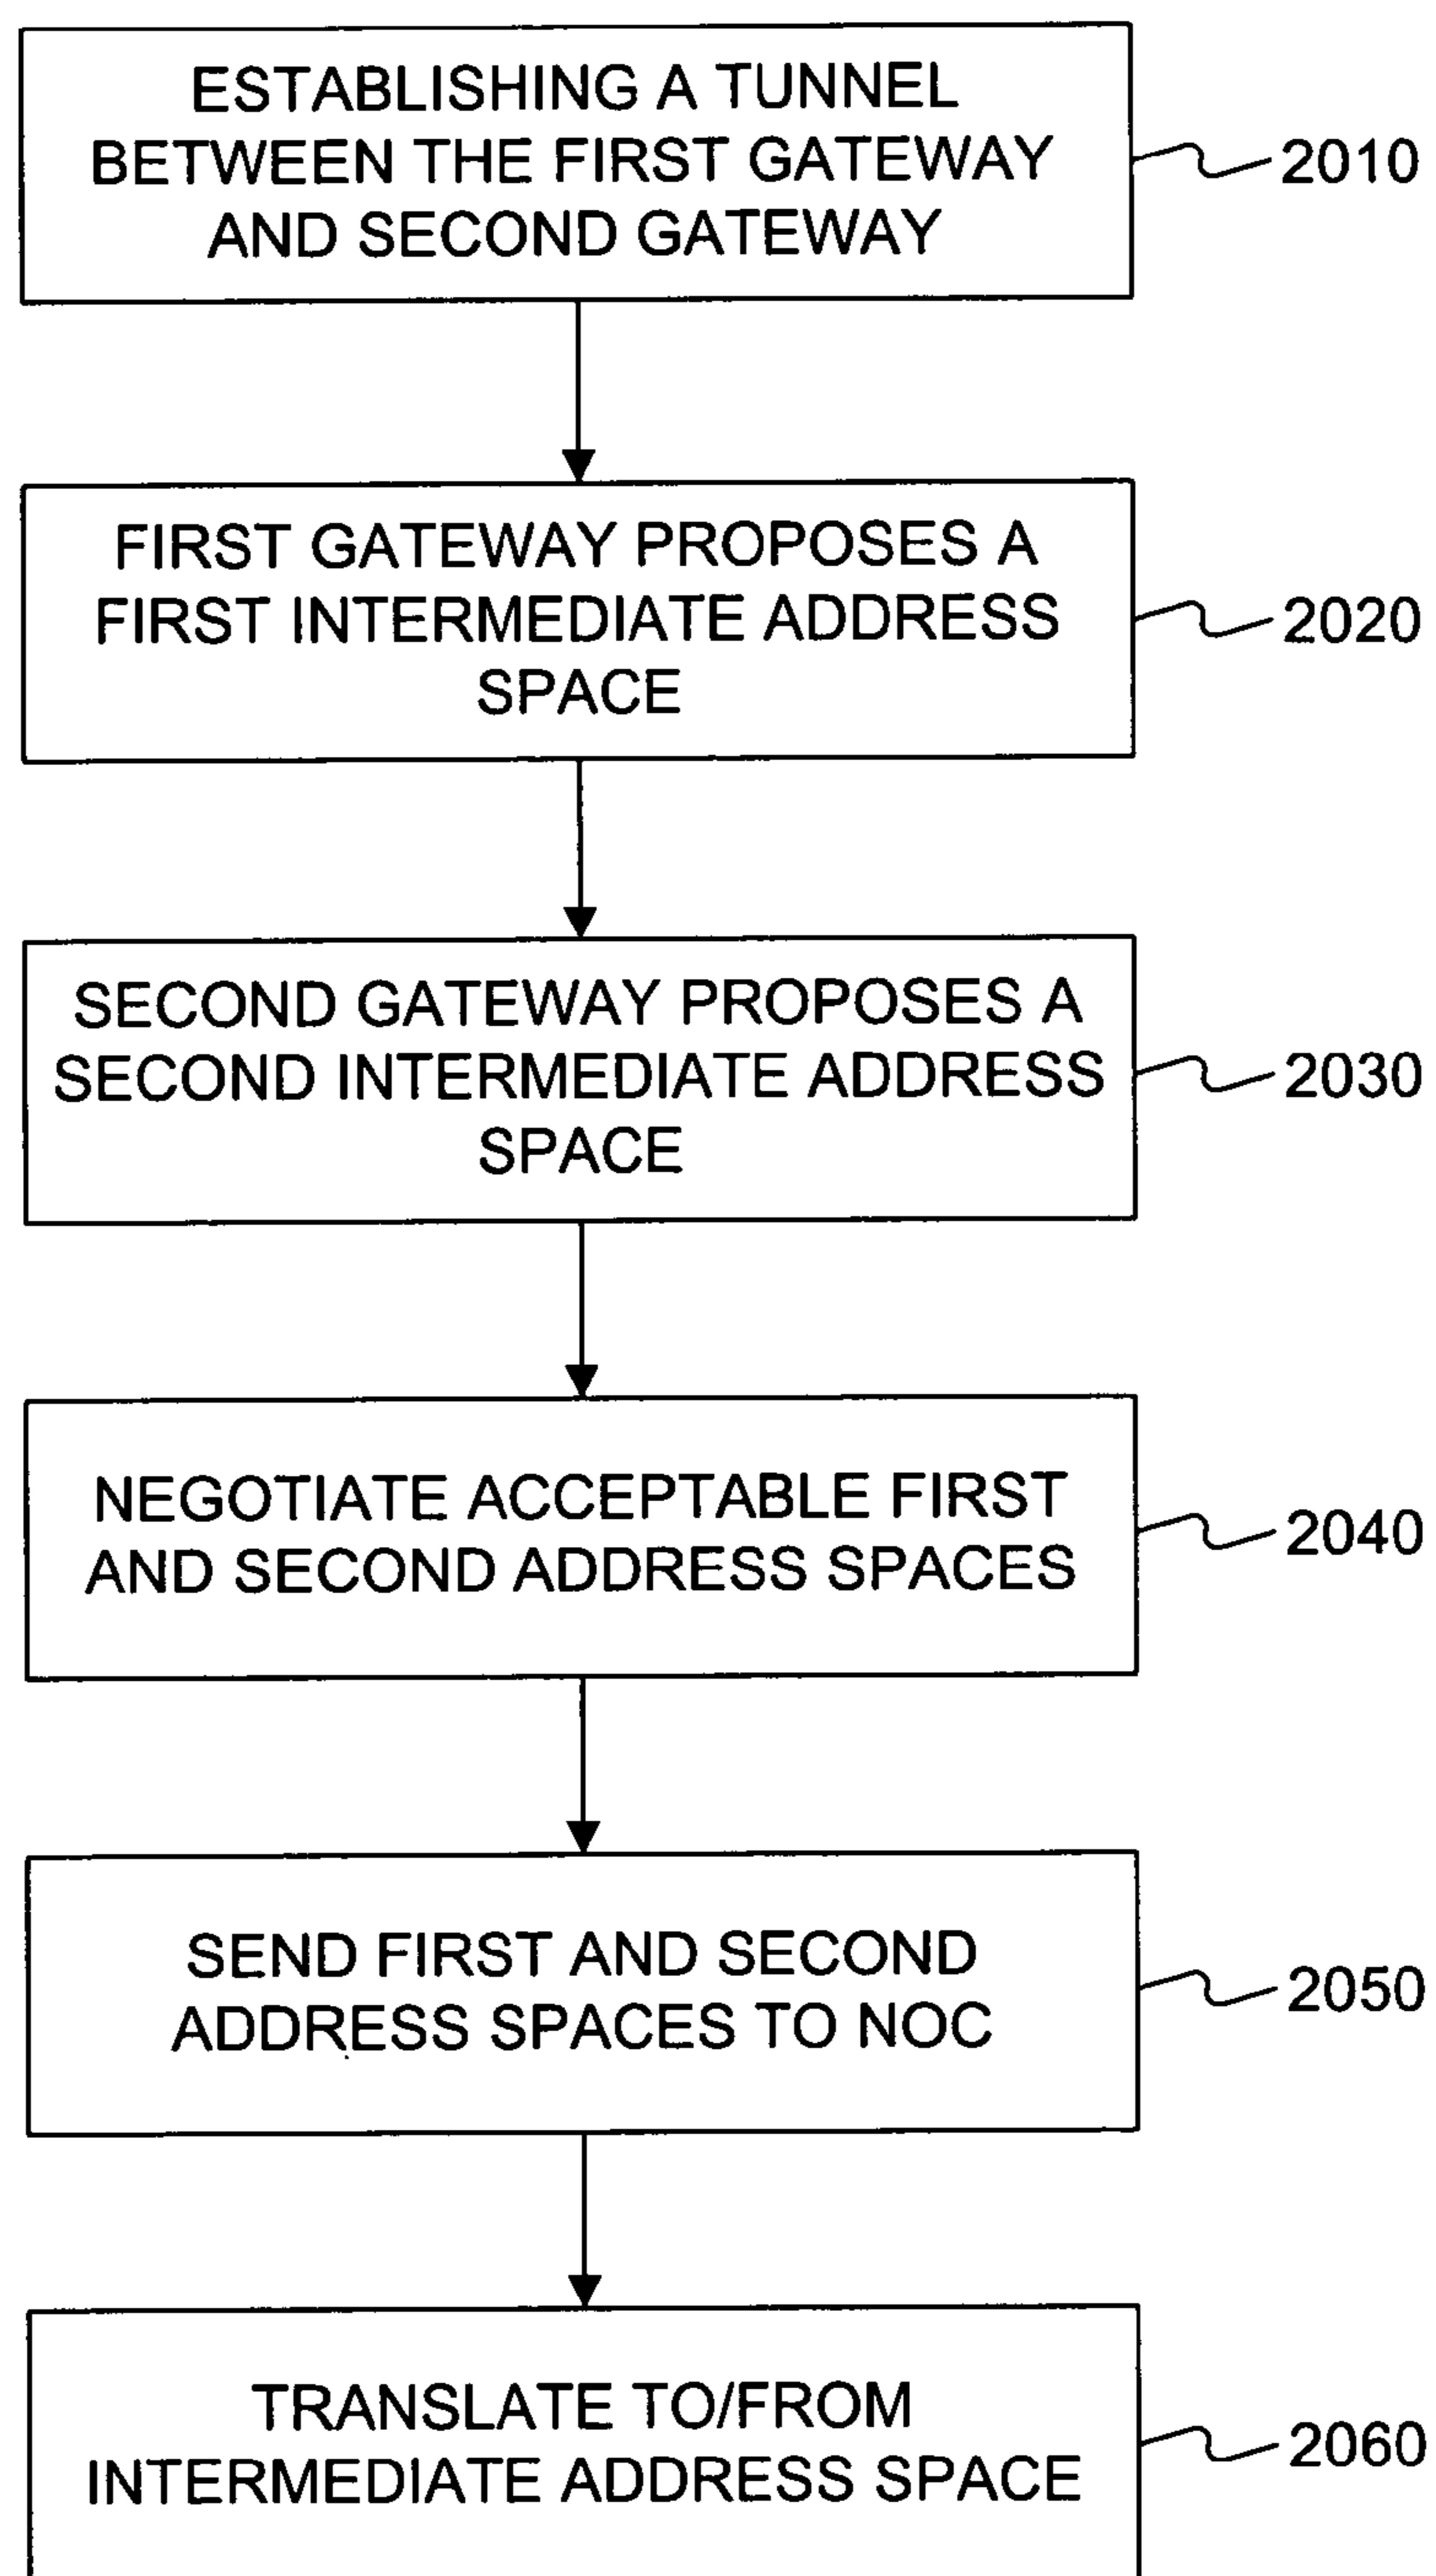 ESTABLISHING A TUNNEL
BETWEEN THE FIRST GATEWAY
AND SECOND GATEWAY
2010
FIRST GATEWAY PROPOSES A
FIRST INTERMEDIATE ADDRESS
SPACE
2020
SECOND GATEWAY PROPOSES A
SECOND INTERMEDIATE ADDRESS
SPACE
2030
NEGOTIATE ACCEPTABLE FIRST
AND SECOND ADDRESS SPACES
2040
SEND FIRST AND SECOND
ADDRESS SPACES TO NOC
2050
TRANSLATE TO/FROM
INTERMEDIATE ADDRESS SPACE
2060